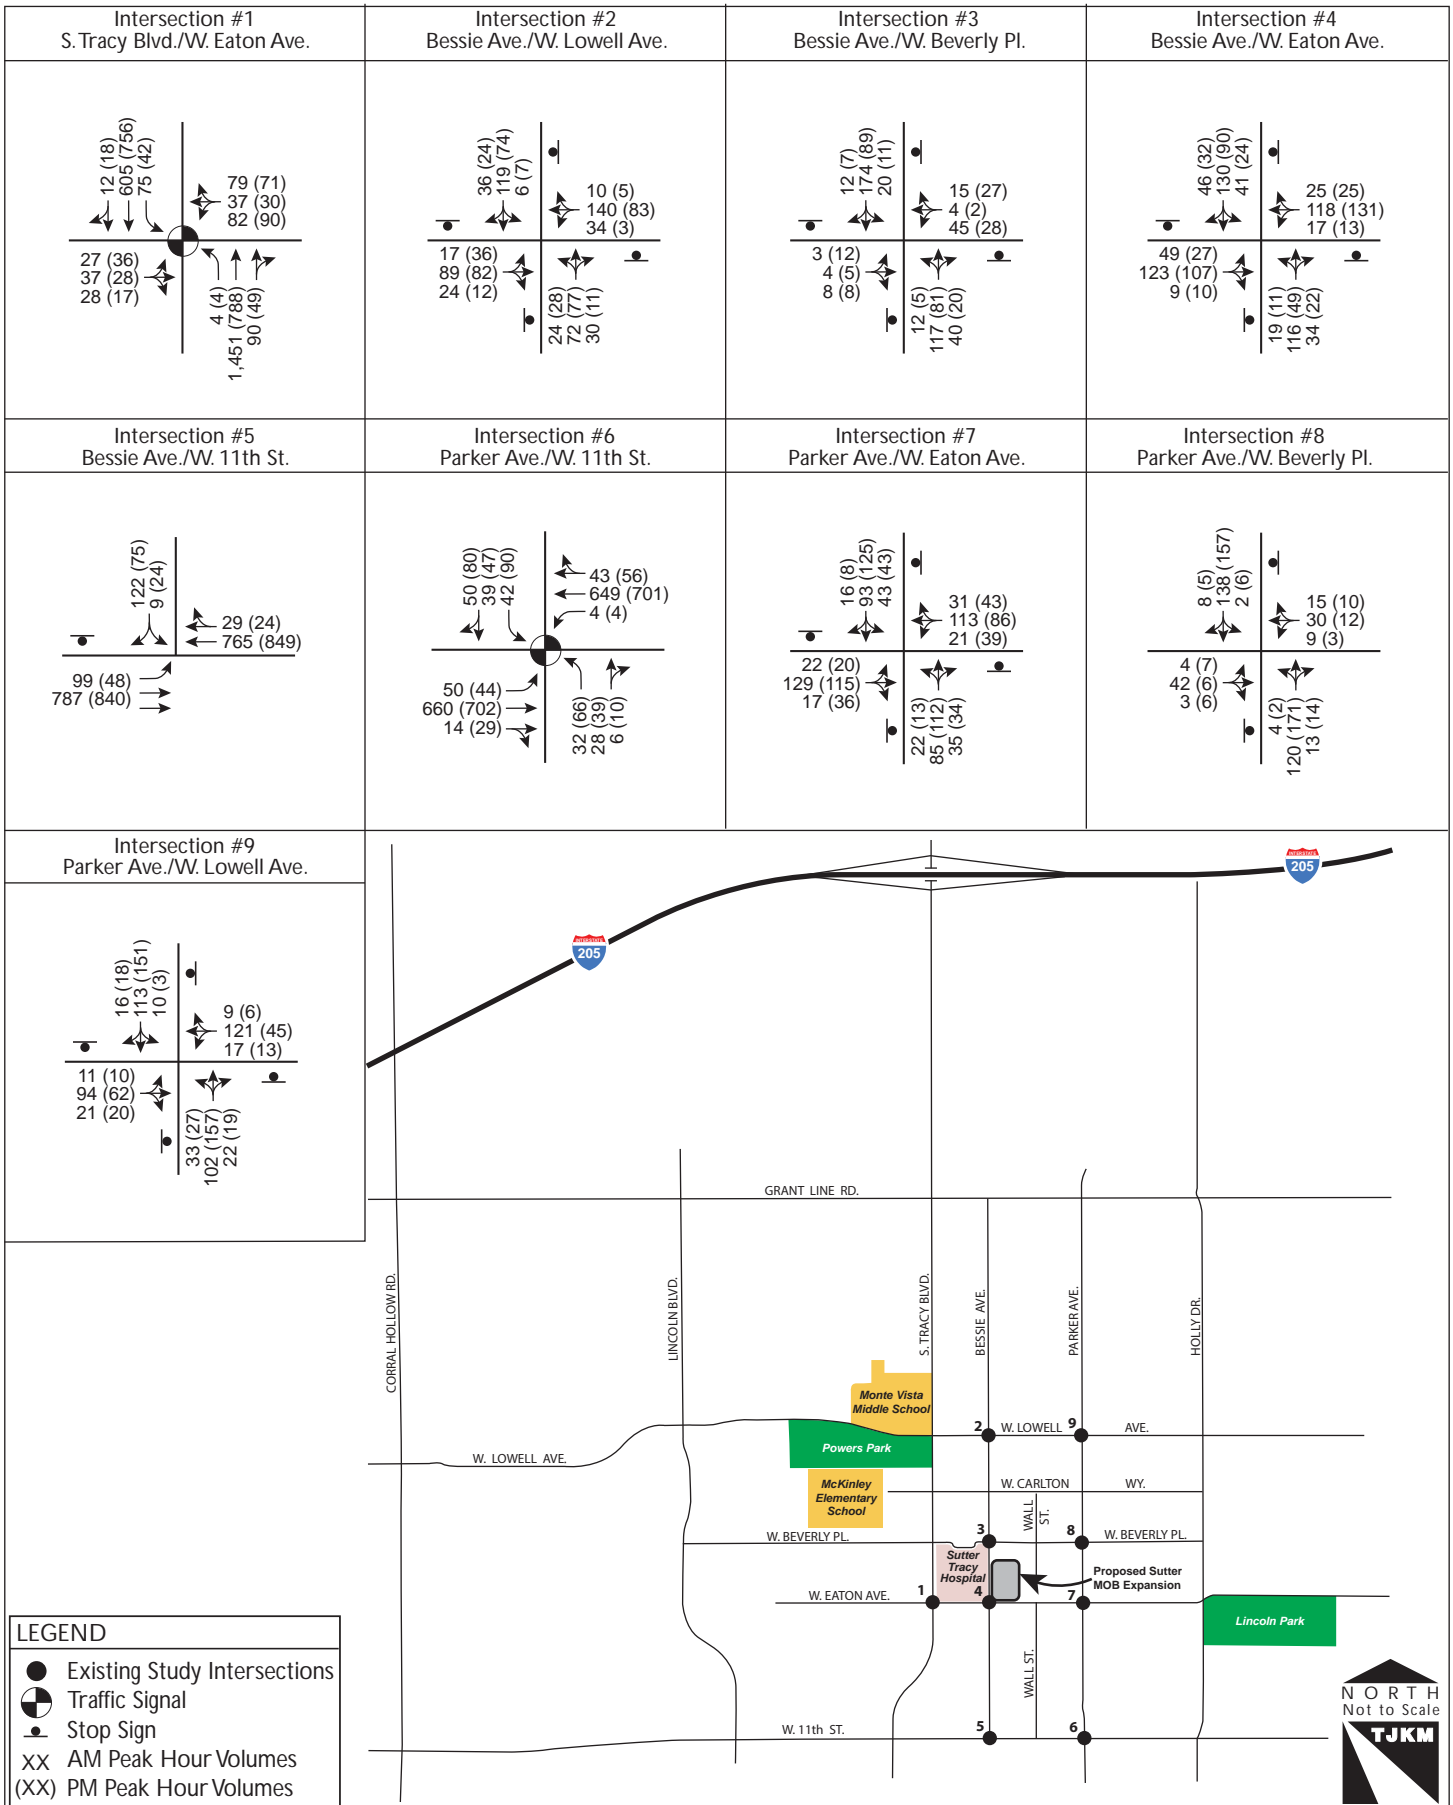 Intersection #1
S. Tracy Blvd./W. Eaton Ave.
12 (18)
605 (756)
75 (42)
79 (71)
37 (30)
82 (90)
27 (36)
37 (28)
28 (17)
4 (4)
1,451 (788)
90 (49)
Intersection #2
Bessie Ave./W. Lowell Ave.
36 (24)
119 (74)
6 (7)
10 (5)
140 (83)
34 (3)
17 (36)
89 (82)
24 (12)
24 (28)
72 (77)
30 (11)
Intersection #3
Bessie Ave./W. Beverly Pl.
12 (7)
174 (89)
20 (11)
15 (27)
4 (2)
45 (28)
3 (12)
4 (5)
8 (8)
12 (5)
117 (81)
40 (20)
Intersection #4
Bessie Ave./W. Eaton Ave.
46 (32)
130 (90)
41 (24)
25 (25)
118 (131)
17 (13)
49 (27)
123 (107)
9 (10)
19 (11)
116 (49)
34 (22)
Intersection #5
Bessie Ave./W. 11th St.
122 (75)
9 (24)
29 (24)
765 (849)
99 (48)
787 (840)
Intersection #6
Parker Ave./W. 11th St.
50 (80)
39 (47)
42 (90)
43 (56)
649 (701)
4 (4)
50 (44)
660 (702)
14 (29)
32 (66)
28 (39)
6 (10)
Intersection #7
Parker Ave./W. Eaton Ave.
16 (8)
93 (125)
43 (43)
31 (43)
113 (86)
21 (39)
22 (20)
129 (115)
17 (36)
22 (13)
85 (112)
35 (34)
Intersection #8
Parker Ave./W. Beverly Pl.
8 (5)
138 (157)
2 (6)
15 (10)
30 (12)
9 (3)
4 (7)
42 (6)
3 (6)
4 (2)
120 (171)
13 (14)
Intersection #9
Parker Ave./W. Lowell Ave.
16 (18)
113 (151)
10 (3)
9 (6)
121 (45)
17 (13)
11 (10)
94 (62)
21 (20)
33 (27)
102 (157)
22 (19)
INTERSTATE
205
INTERSTATE
205
GRANT LINE RD.
CORRAL HOLLOW RD.
LINCOLN BLVD.
S. TRACY BLVD.
BESSIE AVE.
PARKER AVE.
HOLLY DR.
Monte Vista
Middle School
2
W. LOWELL
9
AVE.
Powers Park
W. LOWELL AVE.
McKinley
Elementary
School
W. CARLTON
WY.
WALL
ST.
3
8
W. BEVERLY PL.
W. BEVERLY PL.
Sutter
Tracy
Hospital
Proposed Sutter
MOB Expansion
1
4
7
W. EATON AVE.
Lincoln Park
WALL ST.
W. 11th ST.
5
6
LEGEND
Existing Study Intersections
Traffic Signal
Stop Sign
XX AM Peak Hour Volumes
(XX) PM Peak Hour Volumes
NORTH
Not to Scale
TJKM